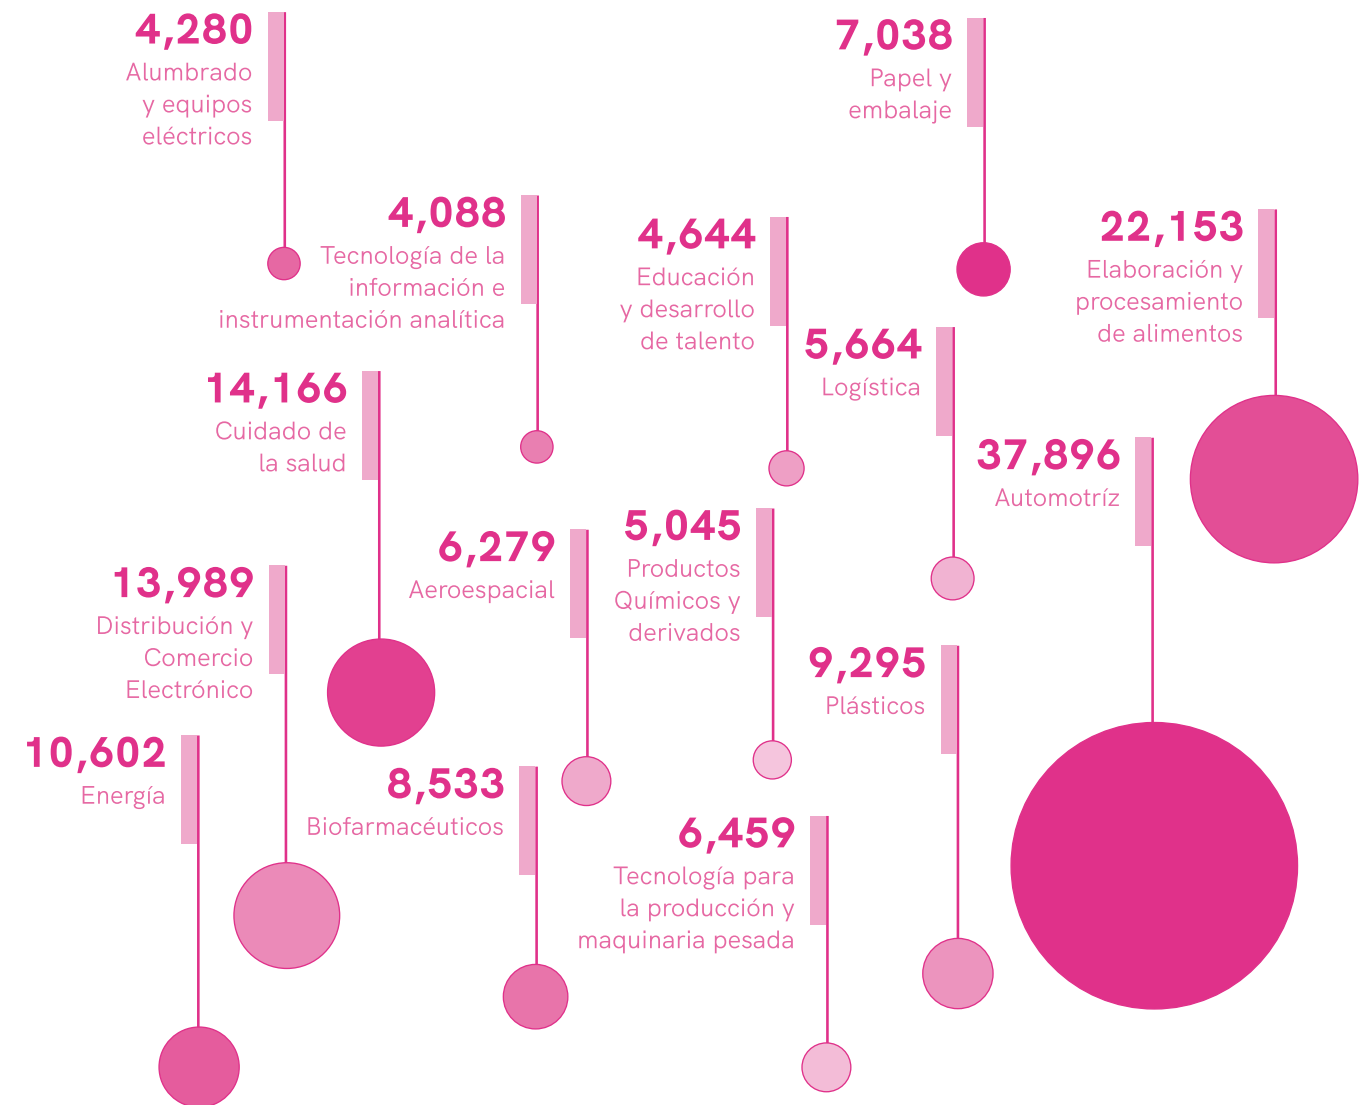 4,280
Alumbrado
y equipos
eléctricos
7,038
Papel y
embalaje
4,088
Tecnología de la
información e
instrumentación analítica
4,644
Educación
y desarrollo
de talento
22,153
Elaboración y
procesamiento
de alimentos
5,664
Logística
14,166
Cuidado de
la salud
37,896
Automotríz
6,279
Aeroespacial
5,045
Productos
Químicos y
derivados
13,989
Distribución y
Comercio
Electrónico
9,295
Plásticos
10,602
Energía
8,533
Biofarmacéuticos
6,459
Tecnología para
la producción y
maquinaria pesada